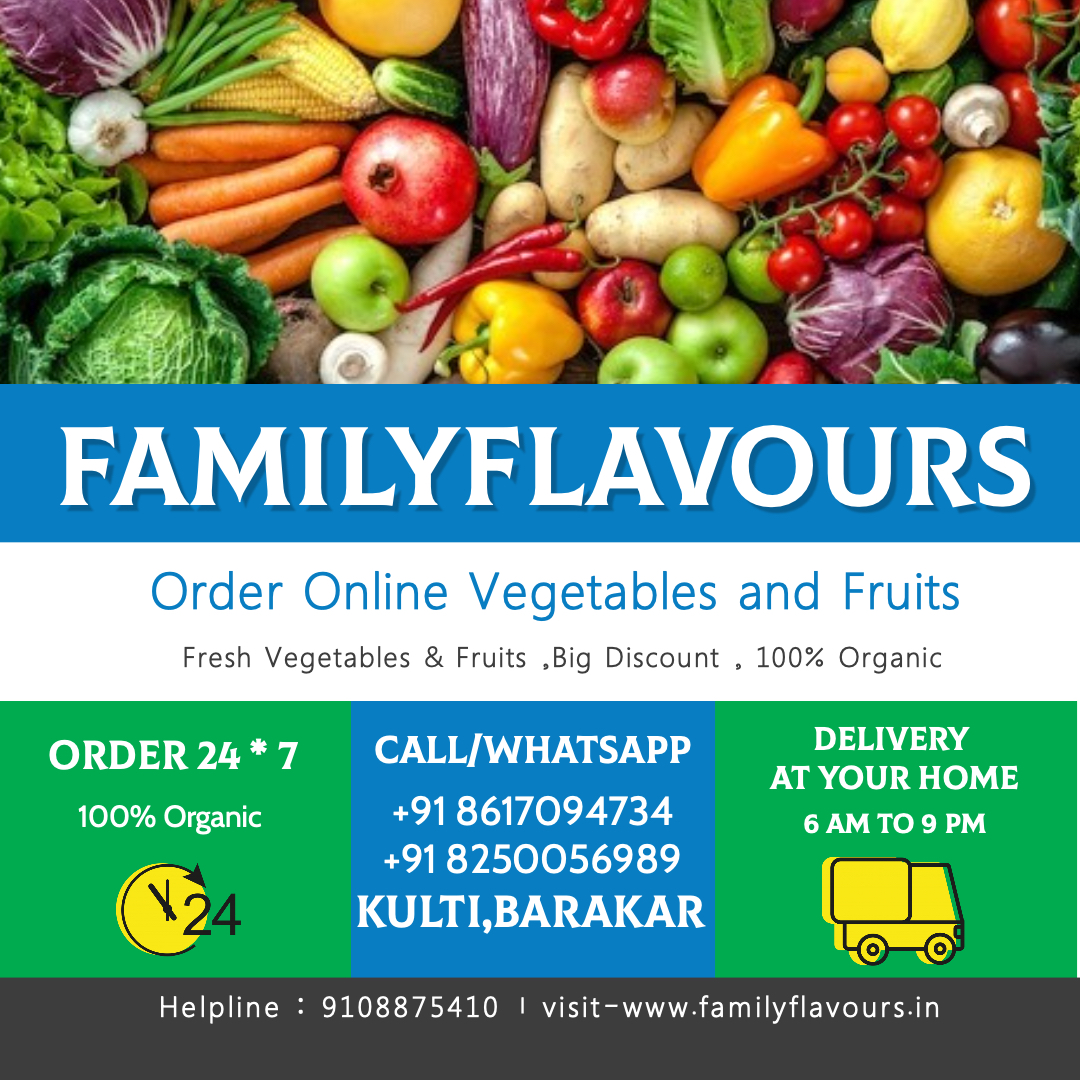 FAMILYFLAVOURS
Order Online Vegetables and Fruits
Fresh Vegetables & Fruits ,Big Discount , 100% Organic
ORDER 24 * 7
100% Organic
24
CALL/WHATSAPP
+91 8617094734
+91 8250056989
KULTI,BARAKAR
DELIVERY
AT YOUR HOME
6 AM TO 9 PM
Helpline : 9108875410 | visit-www.familyflavours.in